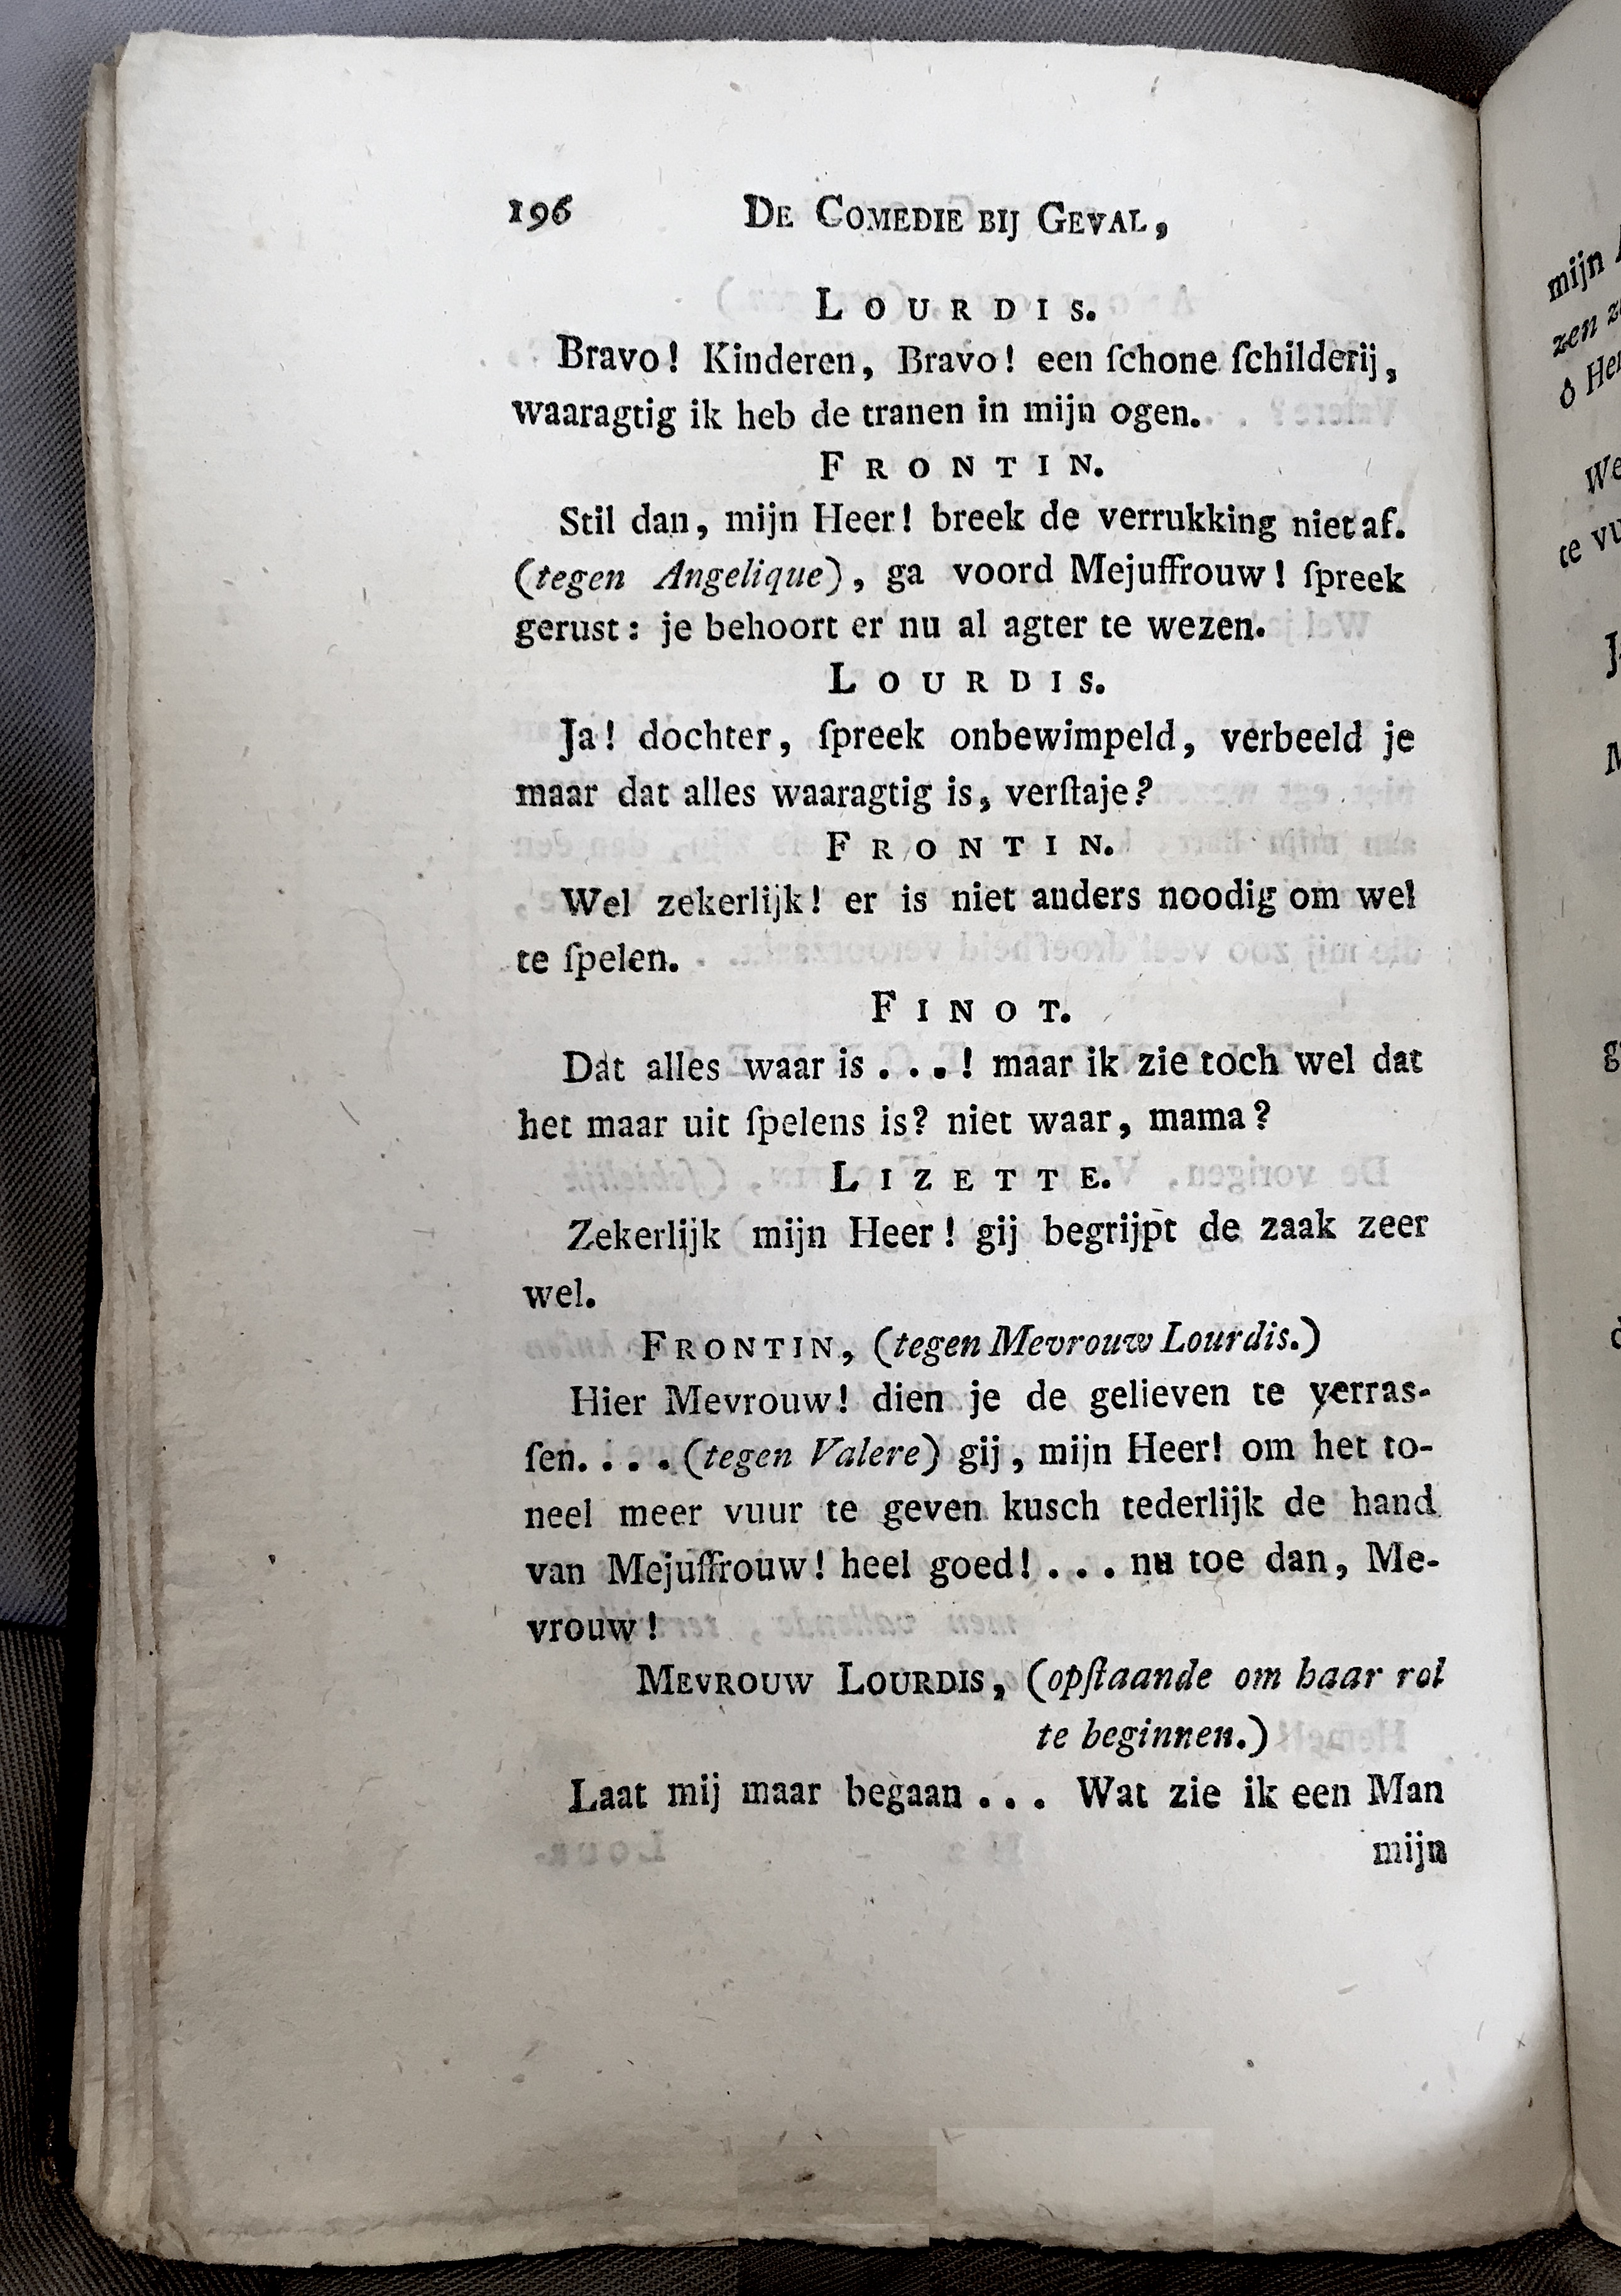 196 DE COMEDIE BIJ GEVAL,
LOURDIS.
Bravo! Kinderen, Bravo! een ſchone ſchilderij,
waaragtig ik heb de tranen in mijn ogen.
FRONTIN.
Stil dan, mijn Heer! breek de verrukking niet af.
(tegen Angelique), ga voord Mejuffrouw! ſpreek
gerust: je behoort er nu al agter te wezen.
LOURDIS.
Ja! dochter, ſpreek onbewimpeld, verbeeld je
maar dat alles waaragtig is, verſtaje?
FRONTIN.
Wel zekerlijk! er is niet anders noodig om wel
te ſpelen.
FINOT.
Dat alles waar is . . . ! maar ik zie toch wel dat
het maar uit ſpelens is? niet waar, mama?
LIZETTE.
Zekerlijk mijn Heer! gij begrijpt de zaak zeer
wel.
FRONTIN, (tegen Mevrouw Lourdis.)
Hier Mevrouw! dien je de gelieven te verras-
ſen. . . . (tegen Valere) gij, mijn Heer! om het to-
neel meer vuur te geven kusch tederlijk de hand
van Mejuffrouw! heel goed! . . . nu toe dan, Me-
vrouw!
MEVROUW LOURDIS, (opſtaande om haar rol
te beginnen.)
Laat mij maar begaan . . . Wat zie ik een Man
mijn
mijn
zen
ô
te